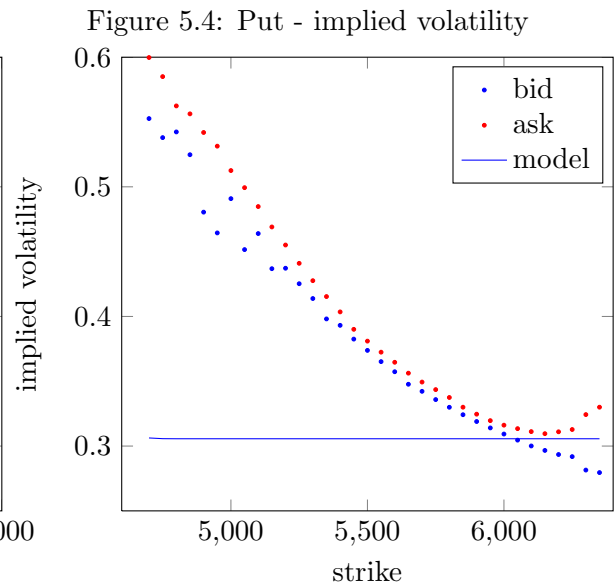 Figure 5.4: Put - implied volatility
0.6
0.5
0.4
0.3
implied volatility
bid
ask
model
000
5,000
5,500
6,000
strike